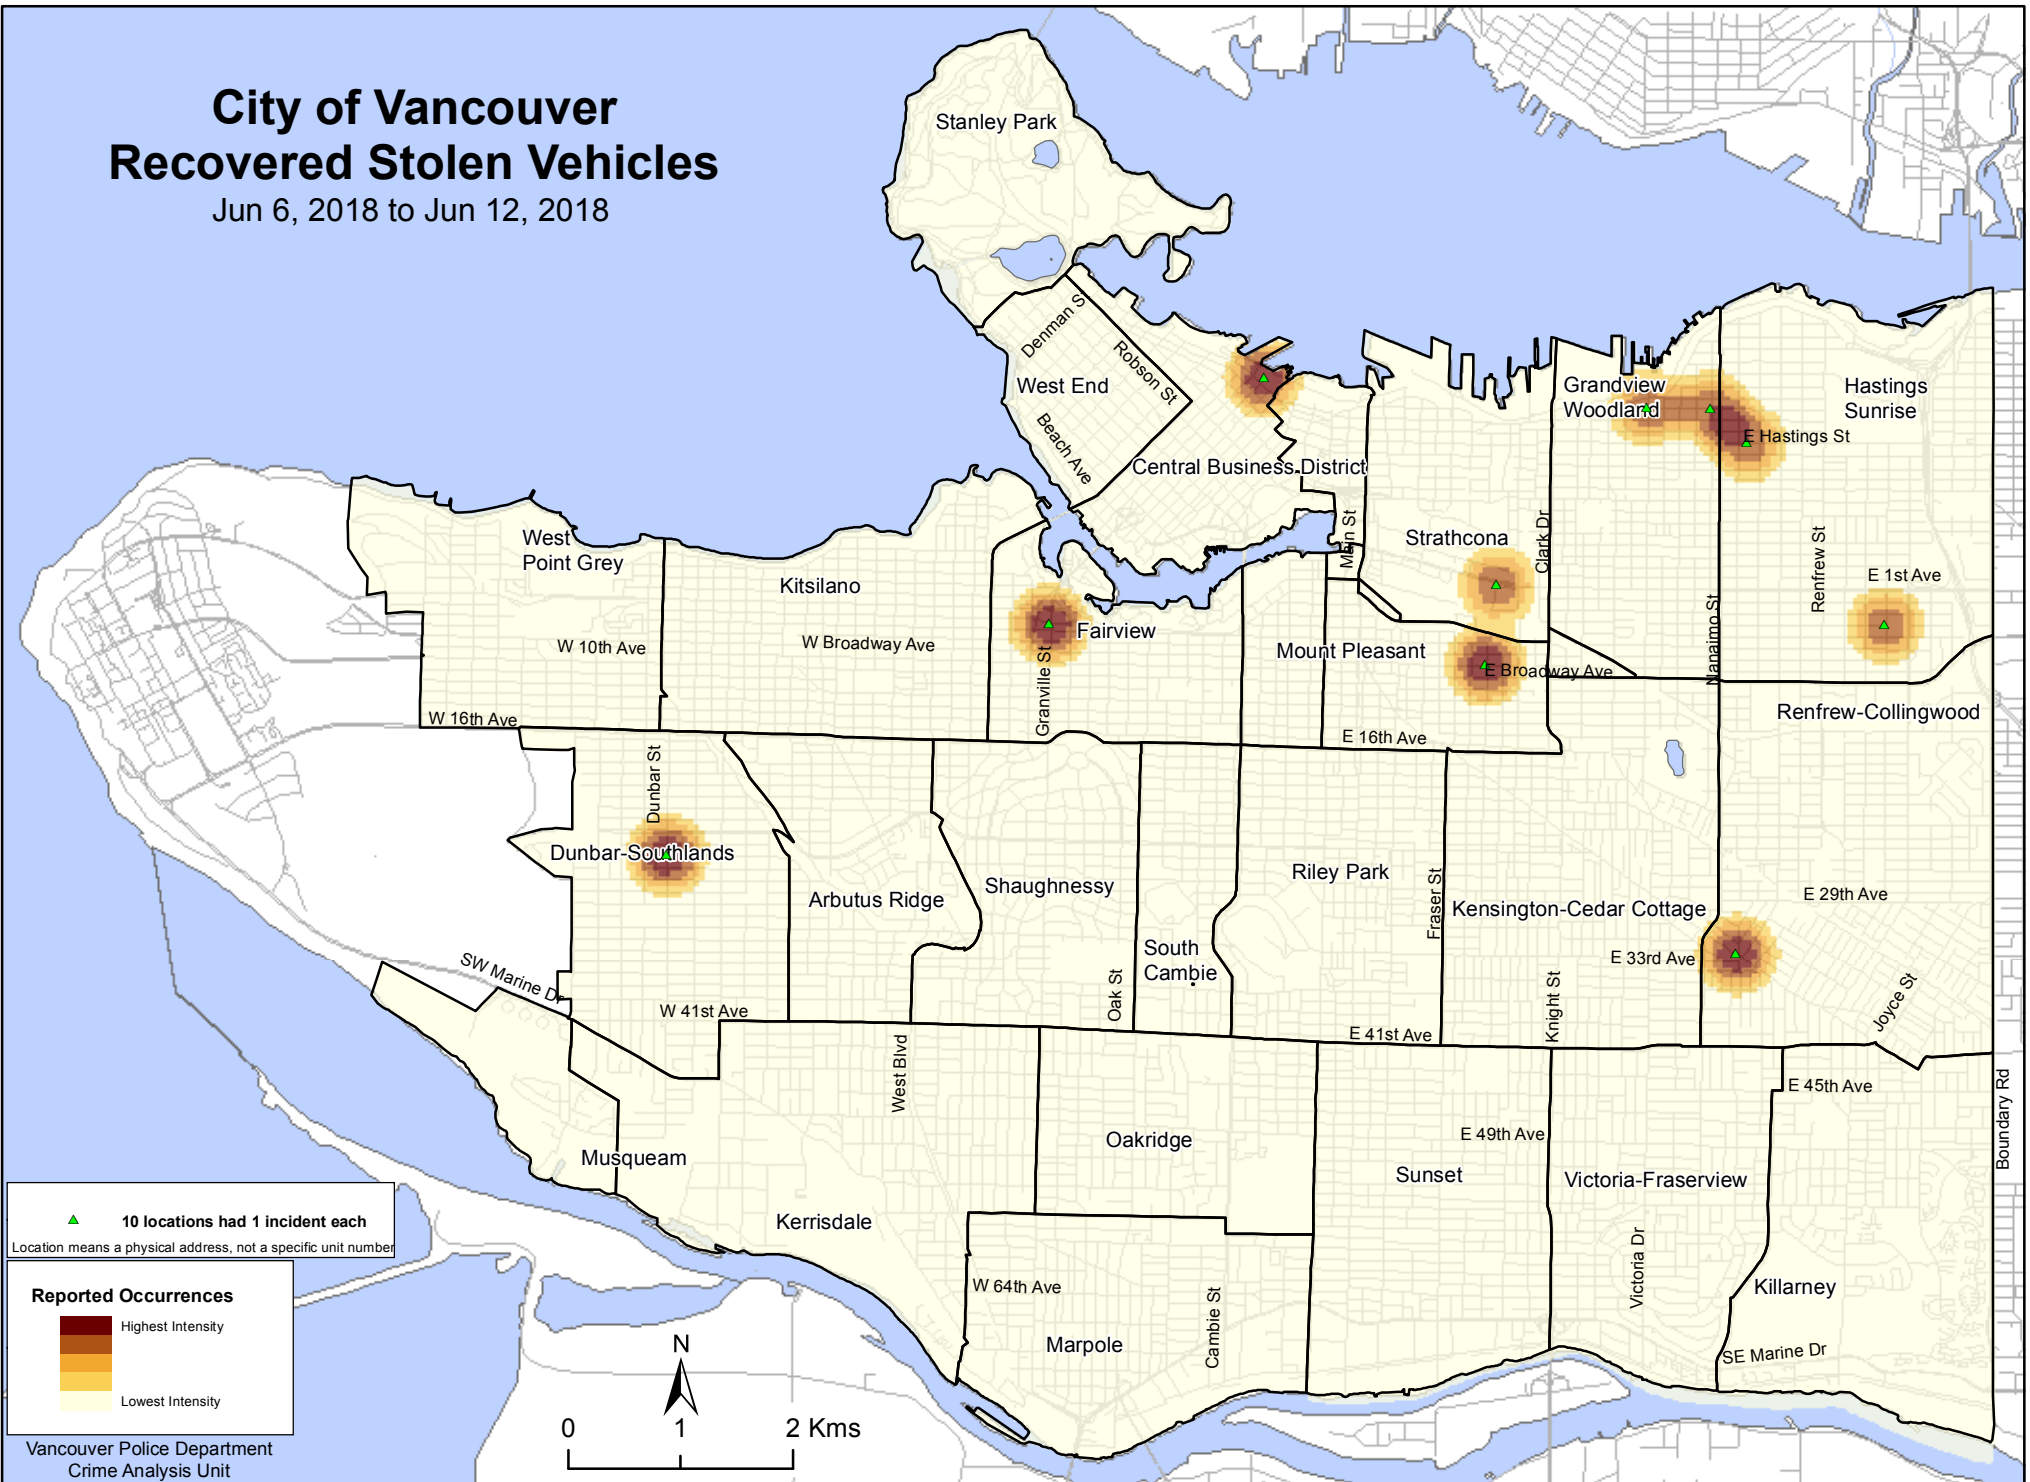 City of Vancouver
Recovered Stolen Vehicles
Jun 6, 2018 to Jun 12, 2018
Stanley Park
Denman S
Robson St
West End
Beach Ave
Central Business District
Grandview
Woodland
Hastings
Sunrise
E Hastings St
West
Point Grey
Kitsilano
Strathcona
Main St
Clark Dr
Renfrew St
E 1st Ave
Nanaimo St
W 10th Ave
W Broadway Ave
Fairview
Granville St
Mount Pleasant
E Broadway Ave
W 16th Ave
E 16th Ave
Renfrew-Collingwood
Dunbar St
Dunbar-Southlands
Arbutus Ridge
Shaughnessy
Riley Park
Fraser St
Kensington-Cedar Cottage
E 29th Ave
South
Cambie
E 33rd Ave
SW Marine Dr
W 41st Ave
Oak St
E 41st Ave
Knight St
Joyce St
West Blvd
E 45th Ave
Boundary Rd
Oakridge
E 49th Ave
Musqueam
Sunset
Victoria-Fraserview
Kerrisdale
Victoria Dr
W 64th Ave
Cambie St
Killarney
Marpole
SE Marine Dr
10 locations had 1 incident each
Location means a physical address, not a specific unit number
Reported Occurrences
Highest Intensity
Lowest Intensity
Vancouver Police Department
Crime Analysis Unit
N
0 1 2 Kms